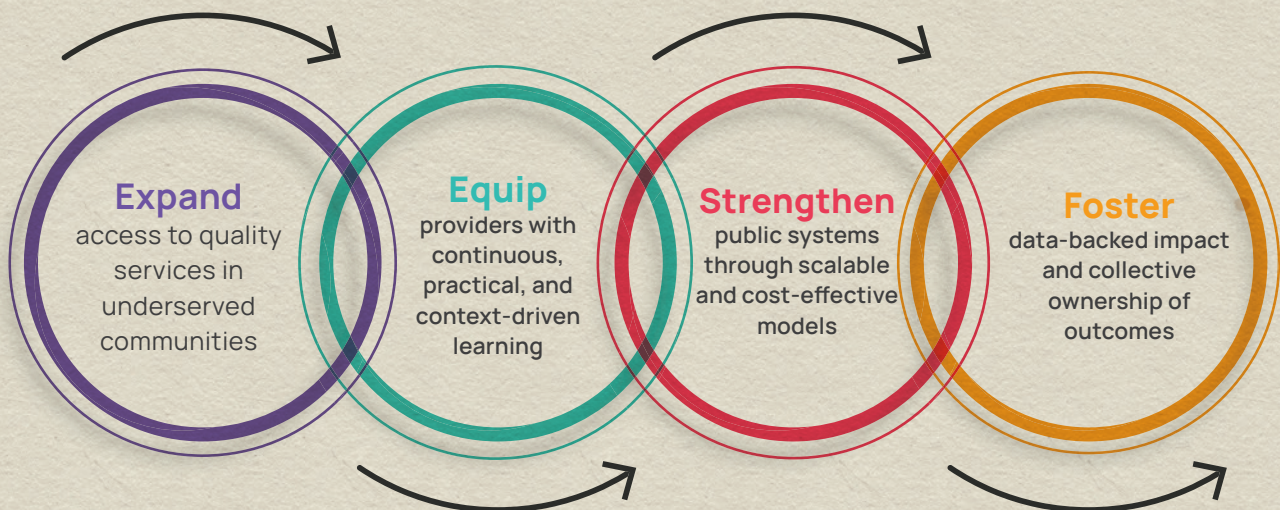 Expand
access to quality
services in
underserved
communities
Equip
providers with
continuous,
practical, and
context-driven
learning
Strengthen
public systems
through scalable
and cost-effective
models
Foster
data-backed impact
and collective
ownership of
outcomes